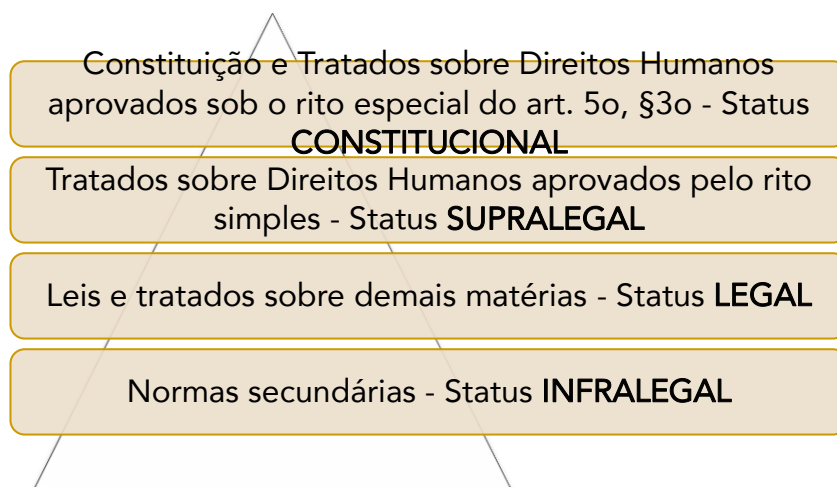 Constituição e Tratados sobre Direitos Humanos
aprovados sob o rito especial do art. 5o, §3o - Status
CONSTITUCIONAL
Tratados sobre Direitos Humanos aprovados pelo rito
simples - Status SUPRALEGAL
Leis e tratados sobre demais matérias - Status LEGAL
Normas secundárias - Status INFRALEGAL